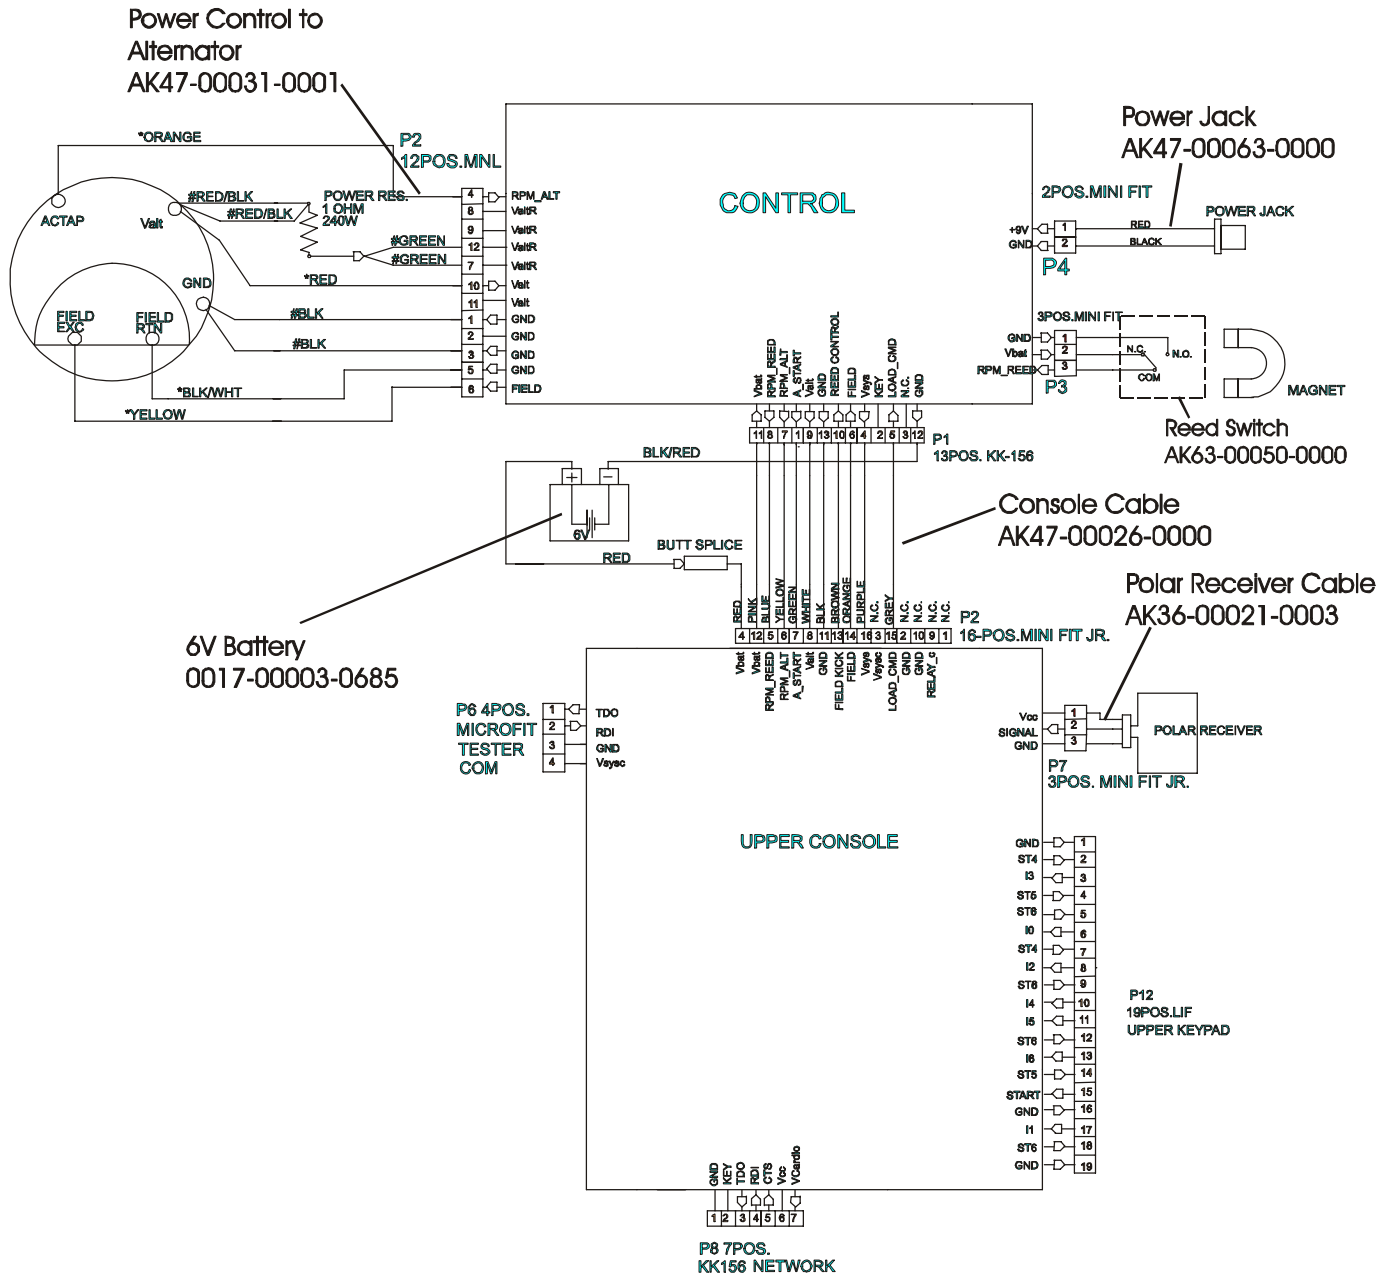 Power Control to
Alternator
AK47-00031-0001
*ORANGE
P2
12POS.MNL
ACTAP
Valt
GND
FIELD
EXC
FIELD
RTN
#RED/BLK
#RED/BLK
POWER RES.
1 OHM
240W
#GREEN
#GREEN
*RED
#BLK
#BLK
*BLK/WHT
*YELLOW
4 RPM_ALT
8 ValtR
9 ValtR
12 ValtR
7 ValtR
10 Valt
11 Valt
1 GND
2 GND
3 GND
5 GND
6 FIELD
CONTROL
Power Jack
AK47-00063-0000
2POS.MINI FIT
+9V 1 RED
GND 2 BLACK
POWER JACK
P4
3POS.MINI FIT
GND 1
Vbat 2
RPM_REED 3
P3
N.C.
N.O.
COM
MAGNET
Reed Switch
AK63-00050-0000
Vbat RPM_REED RPM_ALT A_START Valt GND REED CONTROL FIELD Vsys KEY LOAD_CMD N.C. GND
11 8 7 1 9 13 10 6 4 2 5 3 12
P1
13POS. KK-156
BLK/RED
+ −
6V
RED
BUTT SPLICE
Console Cable
AK47-00026-0000
6V Battery
0017-00003-0685
RED PINK BLUE YELLOW GREEN WHITE BLK BROWN ORANGE PURPLE N.C. GREY N.C. N.C. N.C. N.C.
4 12 5 6 7 8 11 13 14 16 3 15 2 10 9 1
P2
16-POS.MINI FIT JR.
Vbat Vbat RPM_REED RPM_ALT A_START Valt GND FIELD KICK FIELD Vsys Vsysc LOAD_CMD GND GND RELAY_c
Polar Receiver Cable
AK36-00021-0003
P6 4POS.
MICROFIT
TESTER
COM
1 TDO
2 RDI
3 GND
4 Vsysc
Vcc 1
SIGNAL 2
GND 3
POLAR RECEIVER
P7
3POS. MINI FIT JR.
UPPER CONSOLE
GND 1
ST4 2
I3 3
ST5 4
ST6 5
I0 6
ST4 7
I2 8
ST6 9
I4 10
I5 11
ST6 12
I6 13
ST5 14
START 15
GND 16
I1 17
ST6 18
GND 19
P12
19POS.LIF
UPPER KEYPAD
GND KEY TDO RDI CTS Vcc VCardio
1 2 3 4 5 6 7
P8 7POS.
KK156 NETWORK